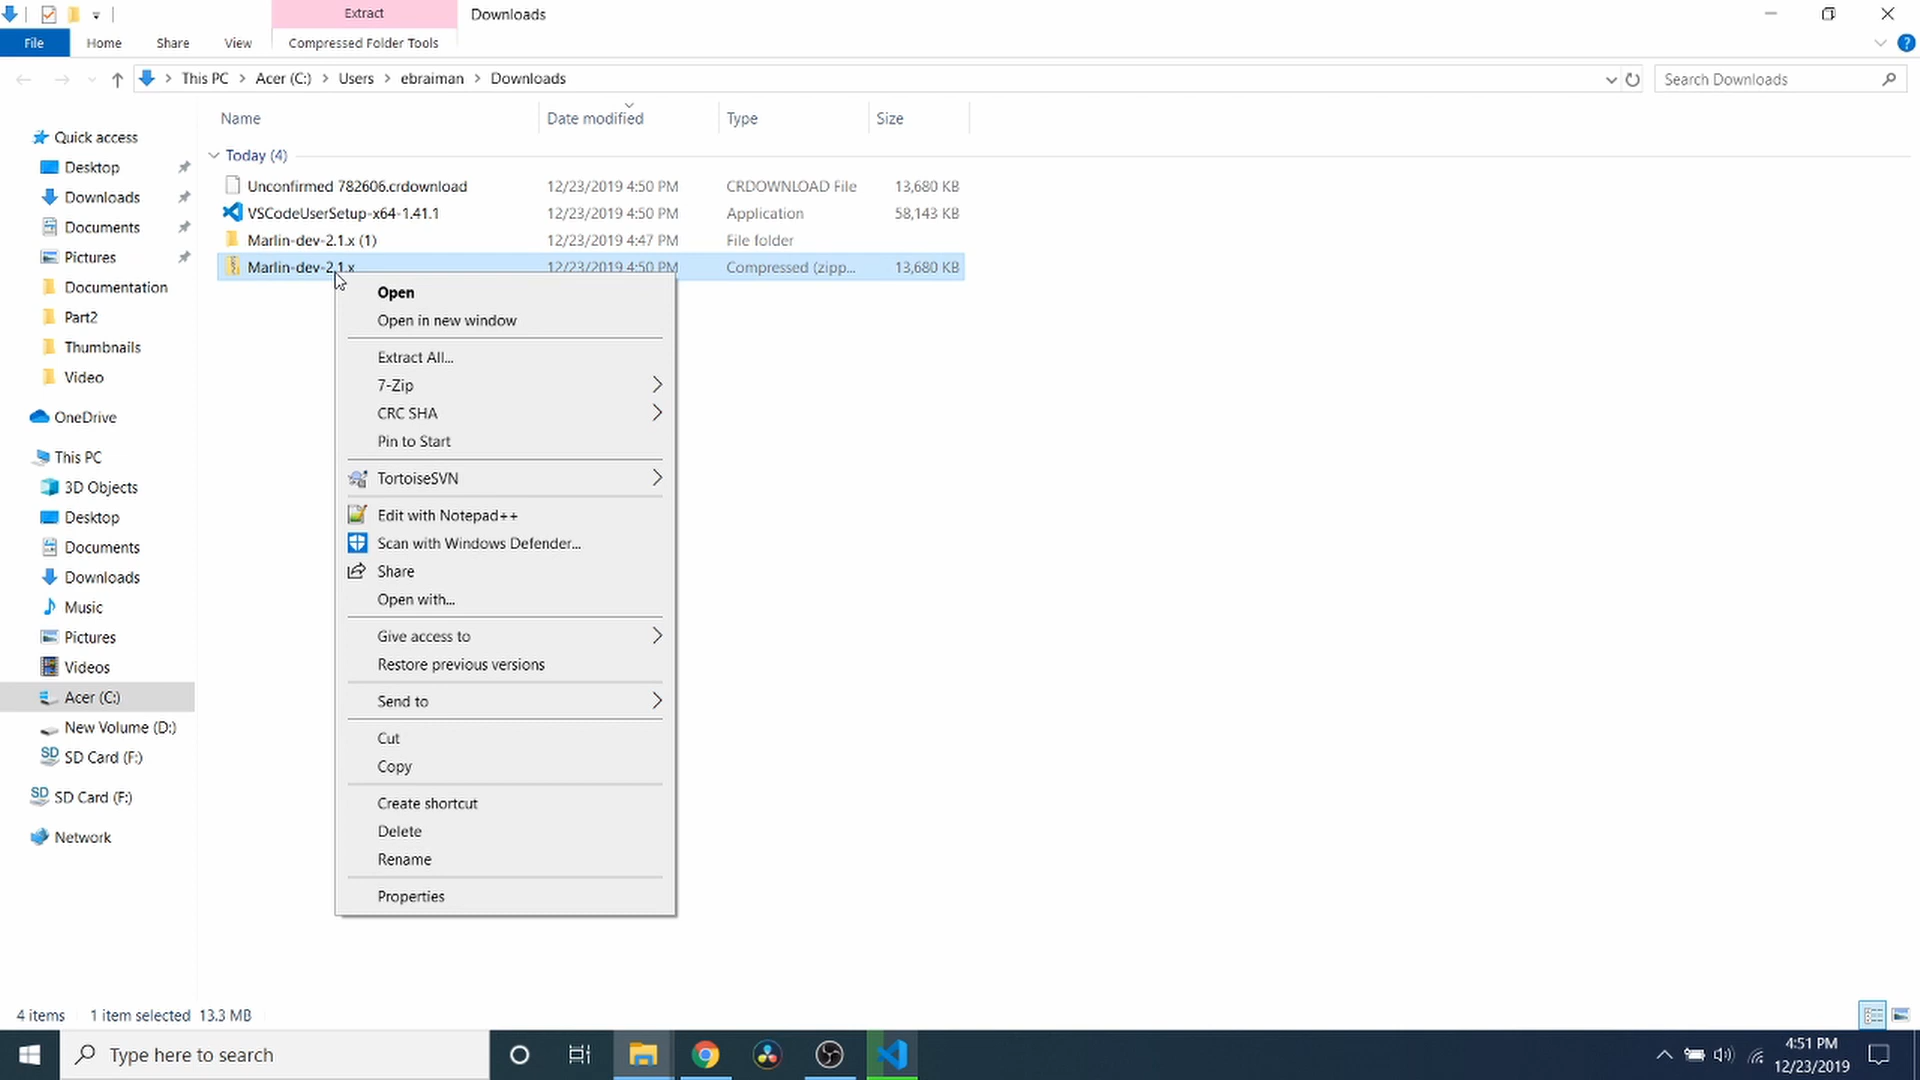 Extract
Downloads
File
Home
Share
View
Compressed Folder Tools
?
This PC
Acer (C:)
Users
ebraiman
Downloads
Search Downloads
Name
Date modified
Type
Size
Quick access
Desktop
Downloads
Documents
Pictures
Documentation
Part2
Thumbnails
Video
OneDrive
This PC
3D Objects
Desktop
Documents
Downloads
Music
Pictures
Videos
Acer (C:)
New Volume (D:)
SD SD Card (F:)
SD SD Card (F:)
Network
Today (4)
Unconfirmed 782606.crdownload 12/23/2019 4:50 PM CRDOWNLOAD File 13,680 KB
VSCodeUserSetup-x64-1.41.1 12/23/2019 4:50 PM Application 58,143 KB
Marlin-dev-2.1.x (1) 12/23/2019 4:47 PM File folder
Marlin-dev-2.1.x 12/23/2019 4:50 PM Compressed (zipp... 13,680 KB
Open
Open in new window
Extract All...
7-Zip
CRC SHA
Pin to Start
TortoiseSVN
Edit with Notepad++
Scan with Windows Defender...
Share
Open with...
Give access to
Restore previous versions
Send to
Cut
Copy
Create shortcut
Delete
Rename
Properties
4 items 1 item selected 13.3 MB
Type here to search
4:51 PM
12/23/2019